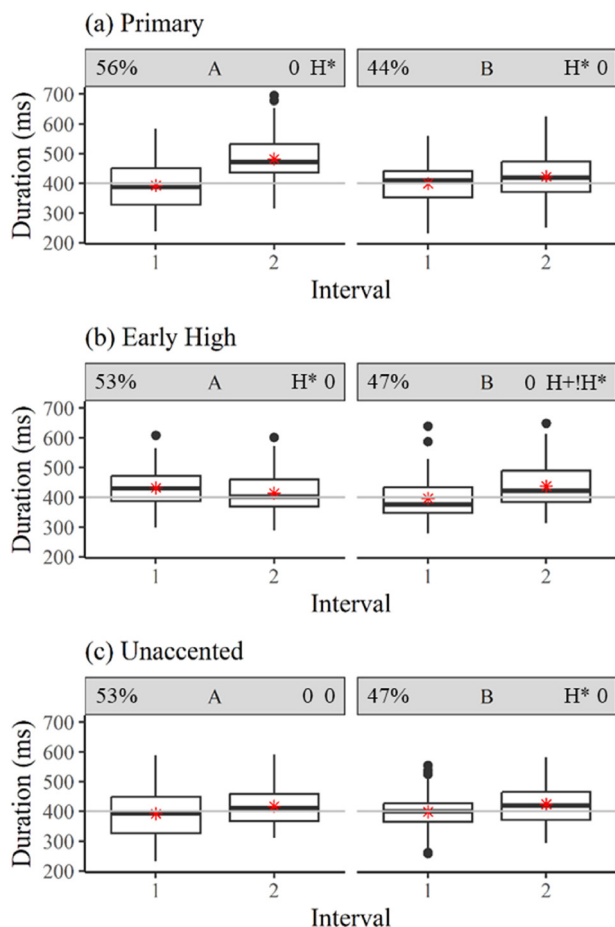 (a) Primary
56% A 0 H* 44% B H* 0
Duration (ms)
700
600
500
400
300
200
1 2 1 2
Interval
(b) Early High
53% A H* 0 47% B 0 H+!H*
Duration (ms)
700
600
500
400
300
200
1 2 1 2
Interval
(c) Unaccented
53% A 0 0 47% B H* 0
Duration (ms)
700
600
500
400
300
200
1 2 1 2
Interval